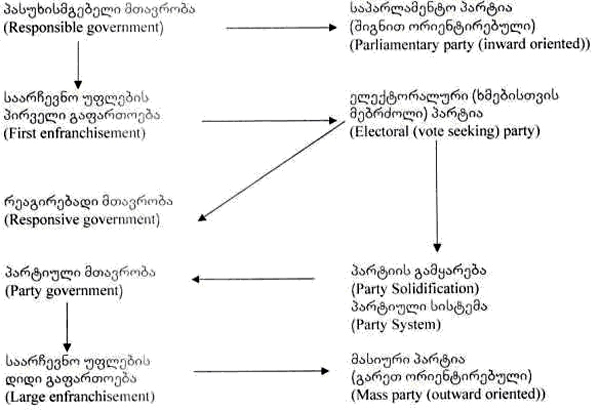 პასუხისმგებელი მთავრობა
(Responsible government)
საპარლამენტო პარტია
(შიგნით ორიენტირებული)
(Parliamentary party (inward oriented))
საარჩევნო უფლების
პირველი გაფართოება
(First enfranchisement)
ელექტორალური (ხმებისთვის
მებრძოლი) პარტია
(Electoral (vote seeking) party)
რეაგირებადი მთავრობა
(Responsive government)
პარტიული მთავრობა
(Party government)
პარტიის გამყარება
(Party Solidification)
პარტიული სისტემა
(Party System)
საარჩევნო უფლების
დიდი გაფართოება
(Large enfranchisement)
მასიური პარტია
(გარეთ ორიენტირებული)
(Mass party (outward oriented))